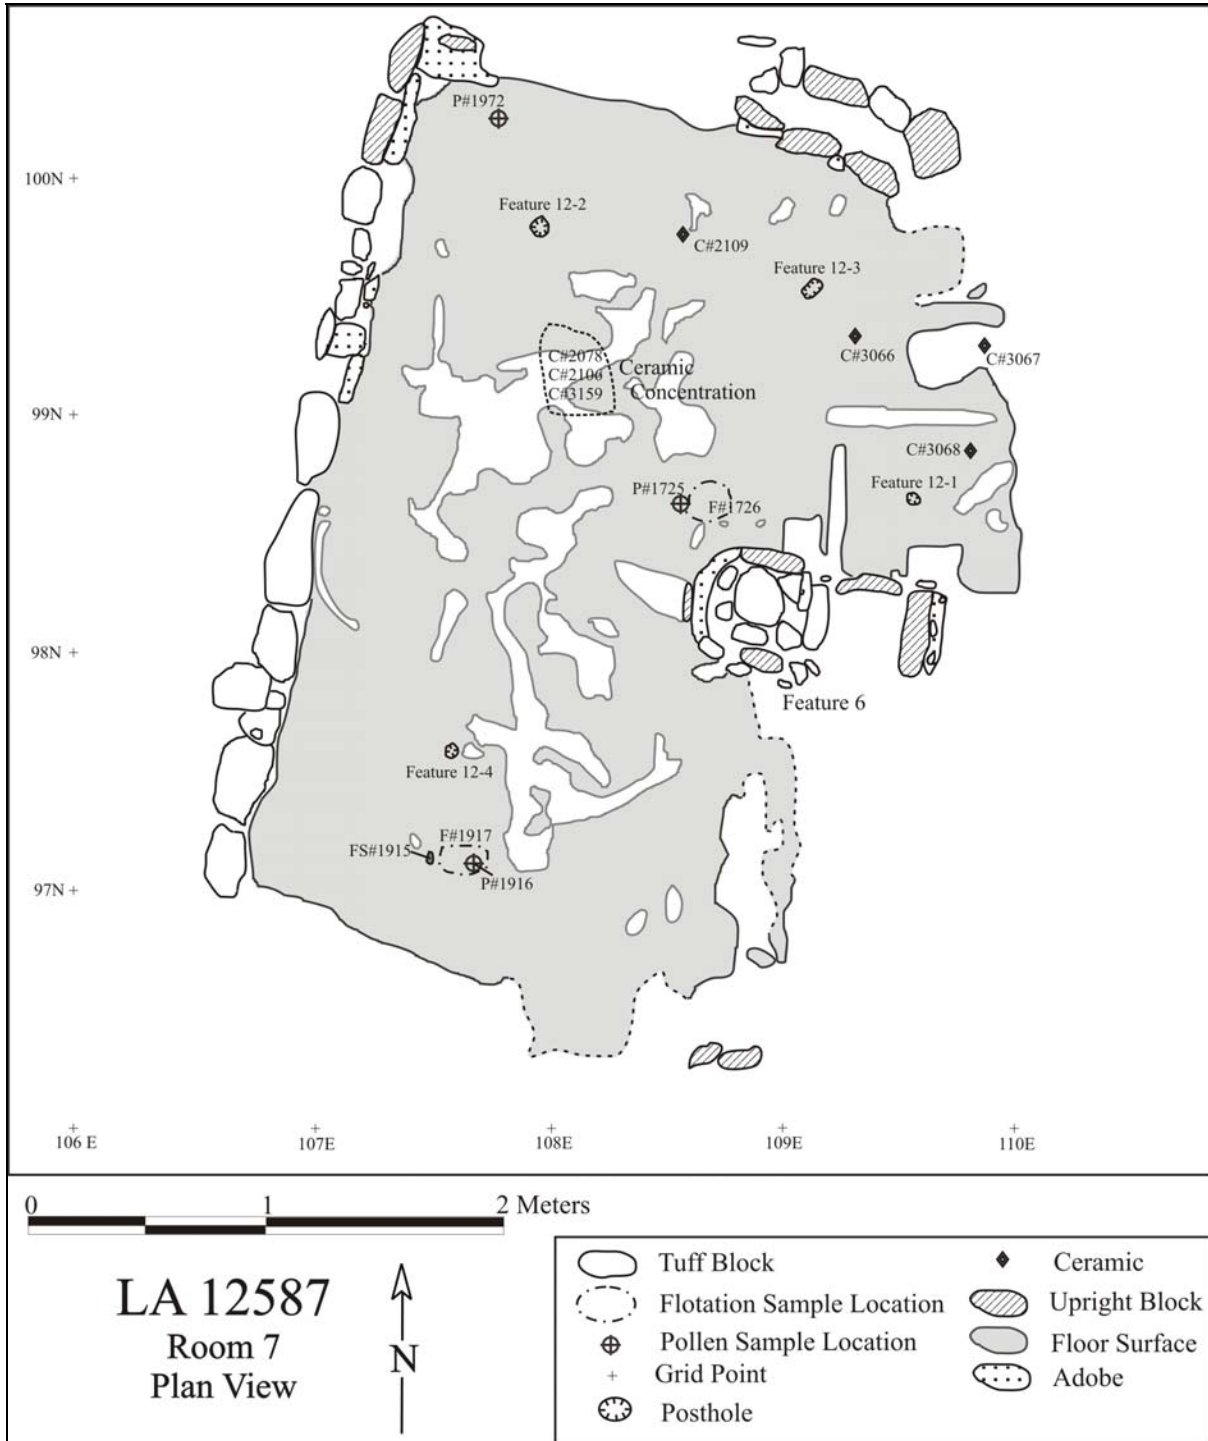 P#1972
100N
Feature 12-2
C#2109
Feature 12-3
C#3066
C#3067
C#2078
C#2106
C#3159
Ceramic
Concentration
99N
C#3068
Feature 12-1
P#1725
F#1726
98N
Feature 6
Feature 12-4
F#1917
FS#1915
P#1916
97N
106 E
107E
108E
109E
110E
0 1 2 Meters
LA 12587
Room 7
Plan View
N
Tuff Block
Flotation Sample Location
Pollen Sample Location
Grid Point
Posthole
Ceramic
Upright Block
Floor Surface
Adobe